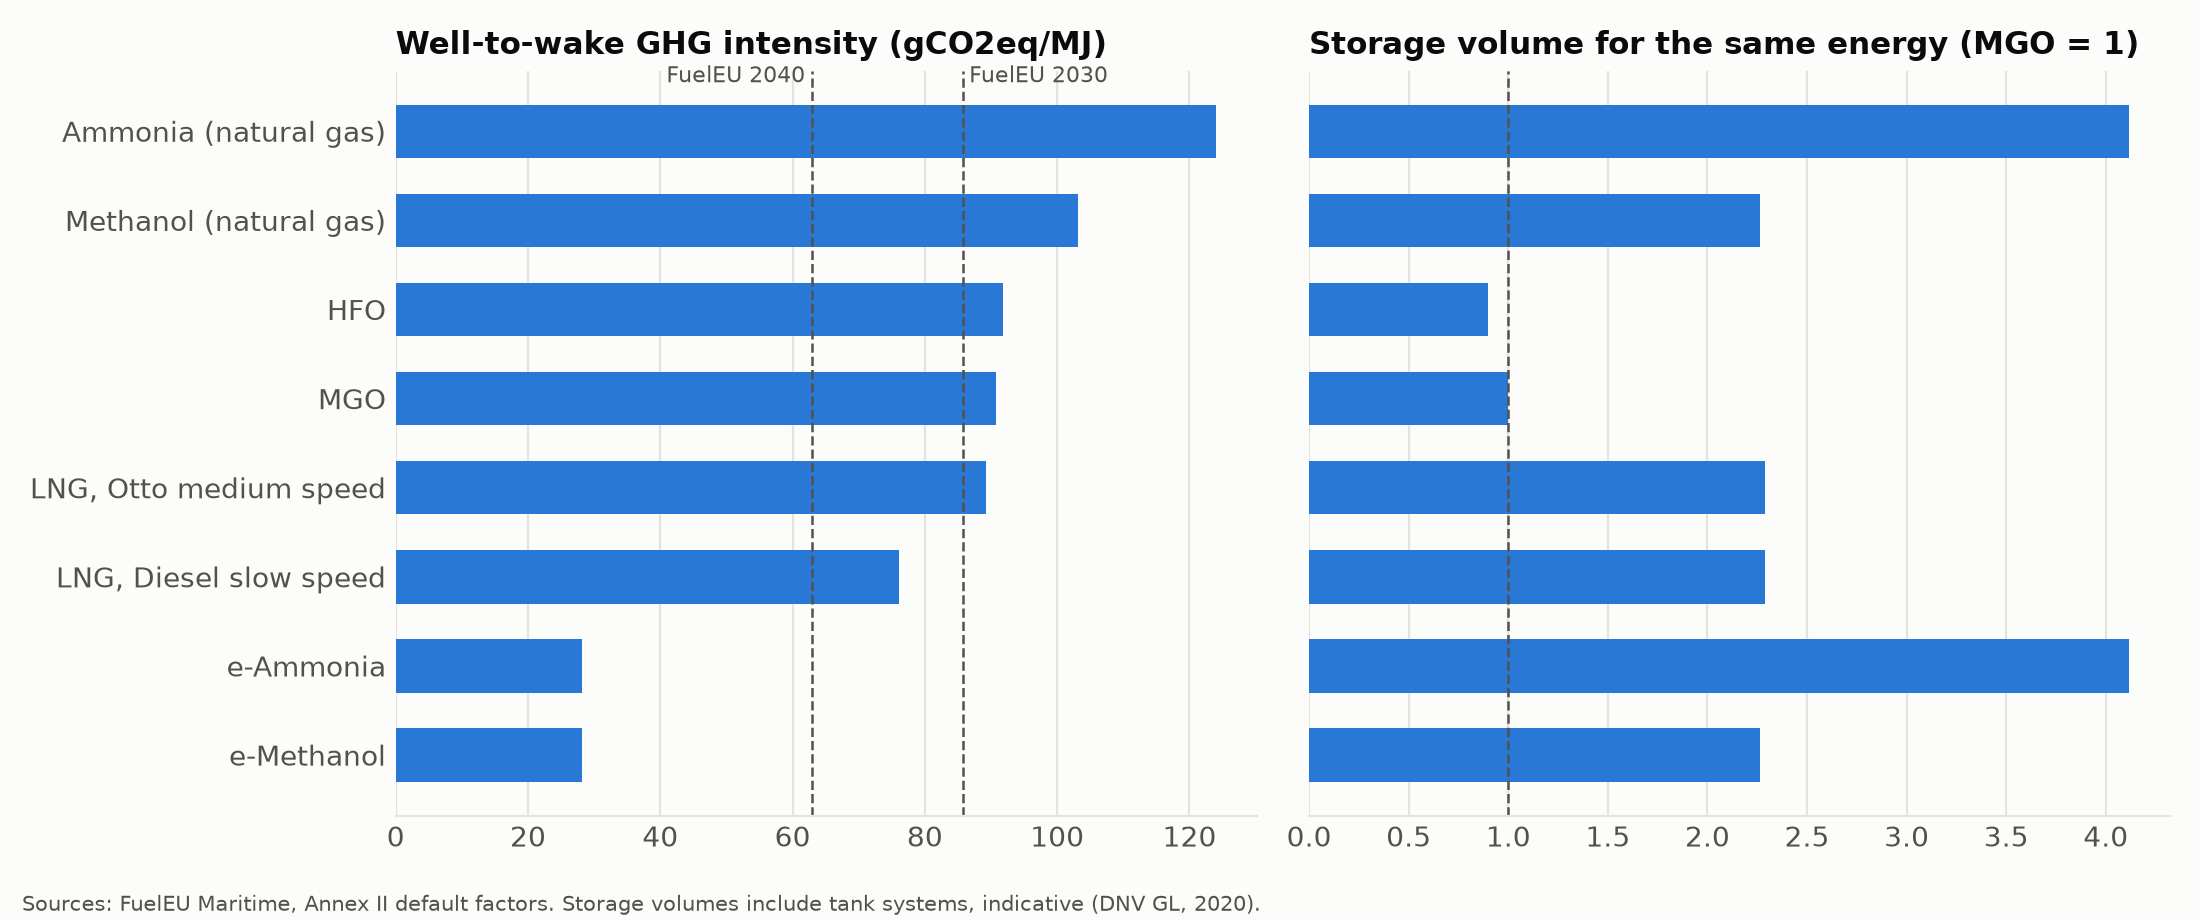 Well-to-wake GHG intensity (gCO2eq/MJ)
FuelEU 2040
FuelEU 2030
Ammonia (natural gas)
Methanol (natural gas)
HFO
MGO
LNG, Otto medium speed
LNG, Diesel slow speed
e-Ammonia
e-Methanol
0 20 40 60 80 100 120
Storage volume for the same energy (MGO = 1)
0.0 0.5 1.0 1.5 2.0 2.5 3.0 3.5 4.0
Sources: FuelEU Maritime, Annex II default factors. Storage volumes include tank systems, indicative (DNV GL, 2020).